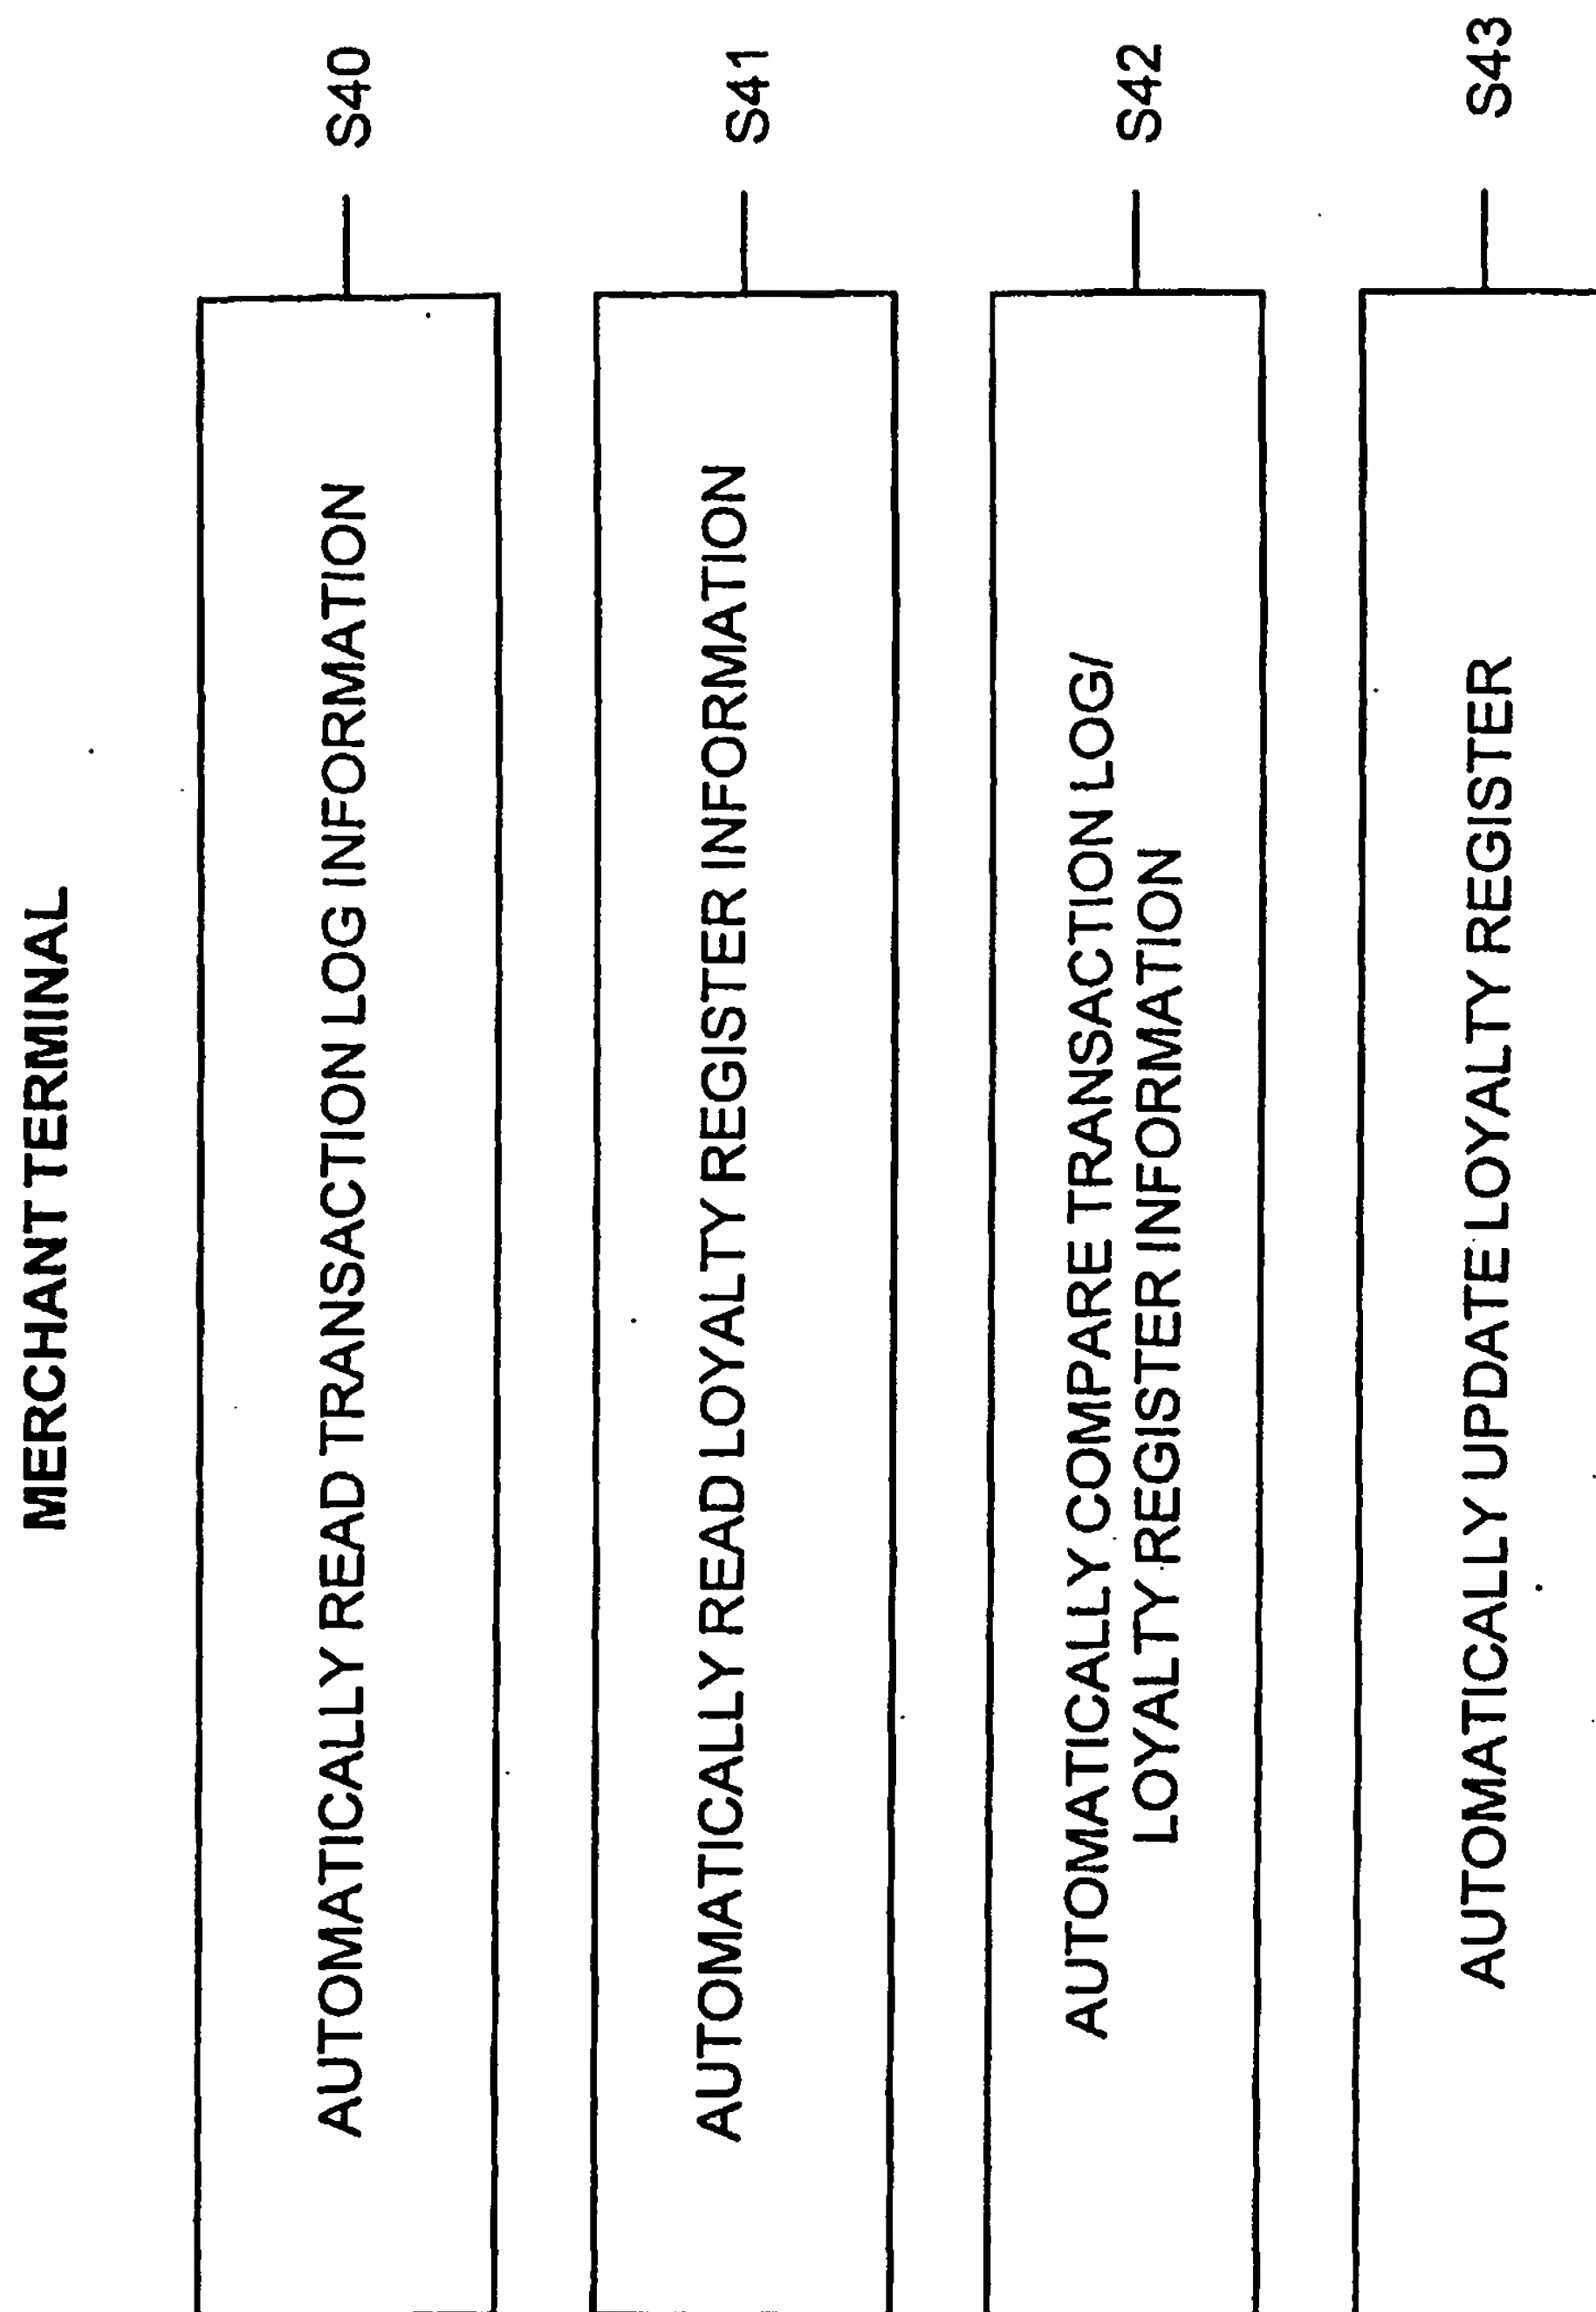 MERCHANT TERMINAL
AUTOMATICALLY READ TRANSACTION LOG INFORMATION
S40
AUTOMATICALLY READ LOYALTY REGISTER INFORMATION
S41
AUTOMATICALLY COMPARE TRANSACTION LOG/
LOYALTY REGISTER INFORMATION
S42
AUTOMATICALLY UPDATE LOYALTY REGISTER
S43